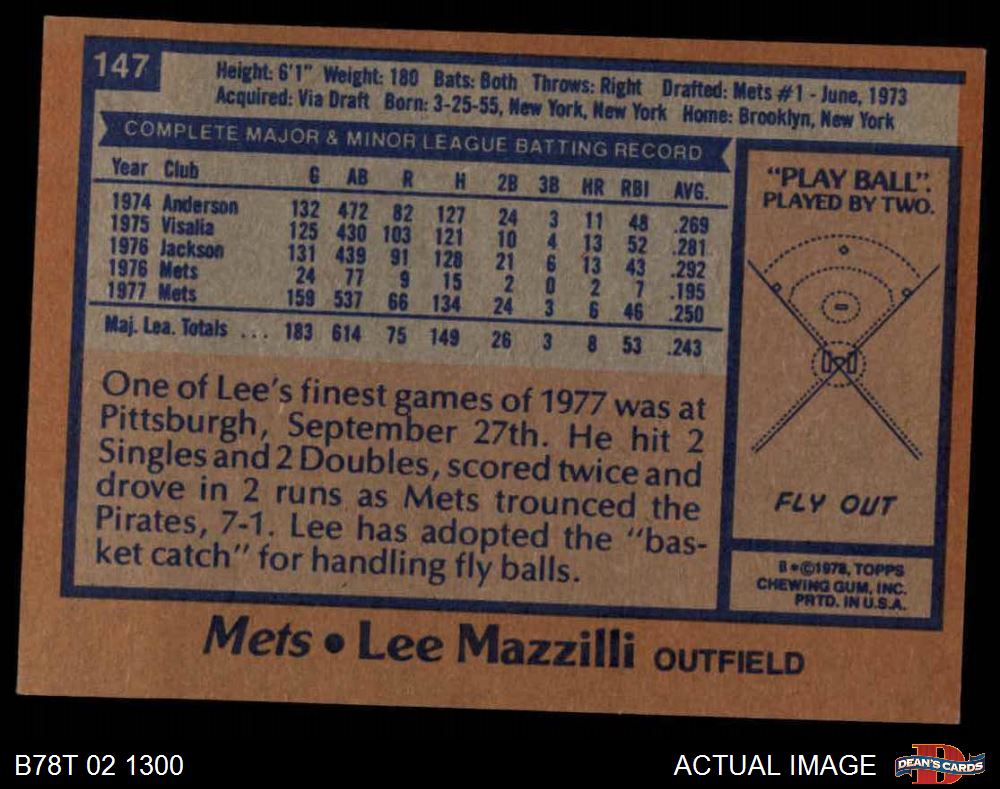 147
Height: 6'1" Weight: 180 Bats: Both Throws: Right Drafted: Mets #1 - June, 1973
Acquired: Via Draft Born: 3-25-55, New York, New York Home: Brooklyn, New York
COMPLETE MAJOR & MINOR LEAGUE BATTING RECORD
Year Club G AB R H 2B 3B HR RBI AVG.
1974 Anderson 132 472 82 127 24 3 11 48 .269
1975 Visalia 125 430 103 121 10 4 13 52 .281
1976 Jackson 131 439 91 128 21 6 13 43 .292
1976 Mets 24 77 9 15 2 0 2 7 .195
1977 Mets 159 537 66 134 24 3 6 46 .250
Maj. Lea. Totals ... 183 614 75 149 26 3 8 53 .243
One of Lee's finest games of 1977 was at
Pittsburgh, September 27th. He hit 2
Singles and 2 Doubles, scored twice and
drove in 2 runs as Mets trounced the
Pirates, 7-1. Lee has adopted the "bas-
ket catch" for handling fly balls.
"PLAY BALL".
PLAYED BY TWO.
FLY OUT
B*©1978, TOPPS
CHEWING GUM, INC.
PRTD. IN U.S.A.
Mets • Lee Mazzilli OUTFIELD
B78T 02 1300
ACTUAL IMAGE
DEAN'S CARDS